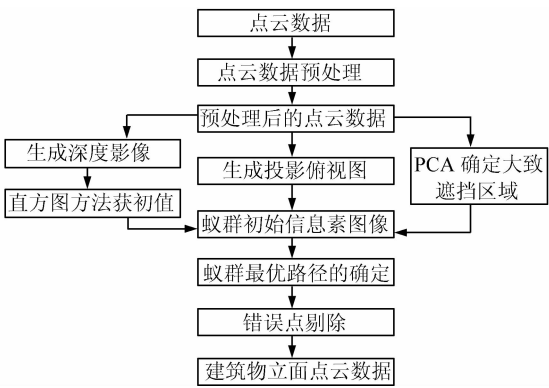 点云数据
点云数据预处理
预处理后的点云数据
生成深度影像
直方图方法获初值
生成投影俯视图
PCA 确定大致
遮挡区域
蚁群初始信息素图像
蚁群最优路径的确定
错误点剔除
建筑物立面点云数据